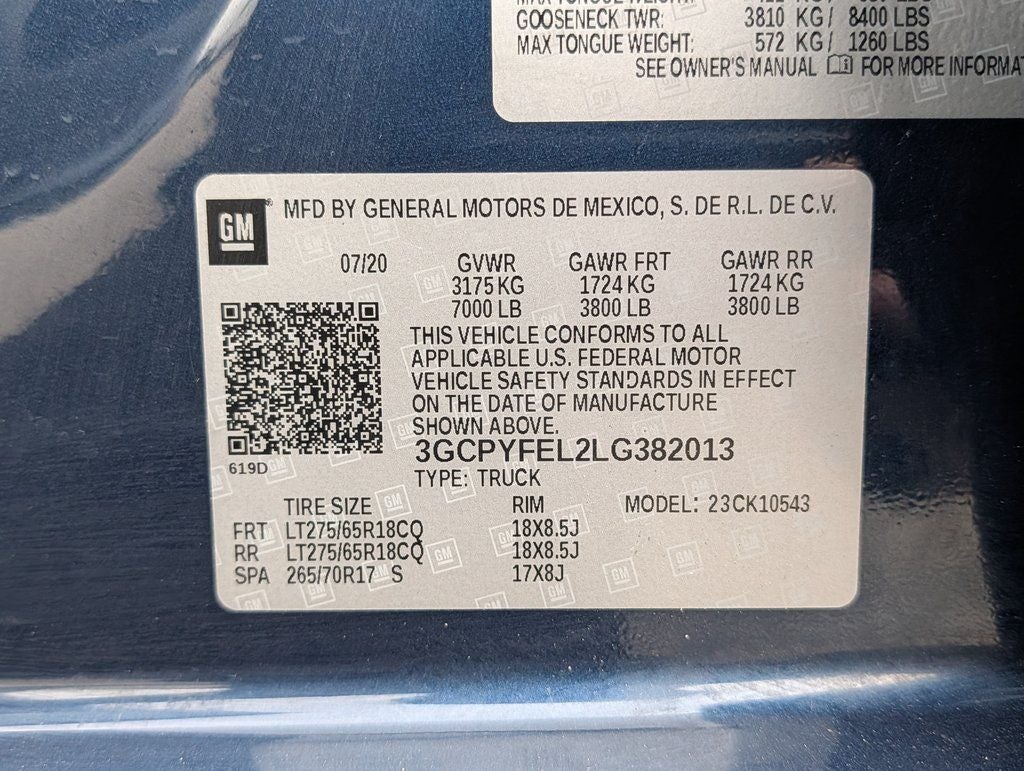 MAX TONGUE WEIGHT:
GOOSENECK TWR: 3810 KG/ 8400 LBS
MAX TONGUE WEIGHT: 572 KG/ 1260 LBS
SEE OWNER'S MANUAL FOR MORE
GM MFD BY GENERAL MOTORS DE MEXICO, S. DE R.L. DE C.V.
07/20 GVWR GAWR FRT GAWR RR
3175 KG 1724 KG 1724 KG
7000 LB 3800 LB 3800 LB
THIS VEHICLE CONFORMS TO ALL
APPLICABLE U.S. FEDERAL MOTOR
VEHICLE SAFETY STANDARDS IN EFFECT
ON THE DATE OF MANUFACTURE
SHOWN ABOVE.
3GCPYFEL2LG382013
619D
TYPE: TRUCK
TIRE SIZE RIM MODEL: 23CK10543
FRT LT275/65R18CQ 18X8.5J
RR LT275/65R18CQ 18X8.5J
SPA 265/70R17 S 17X8J